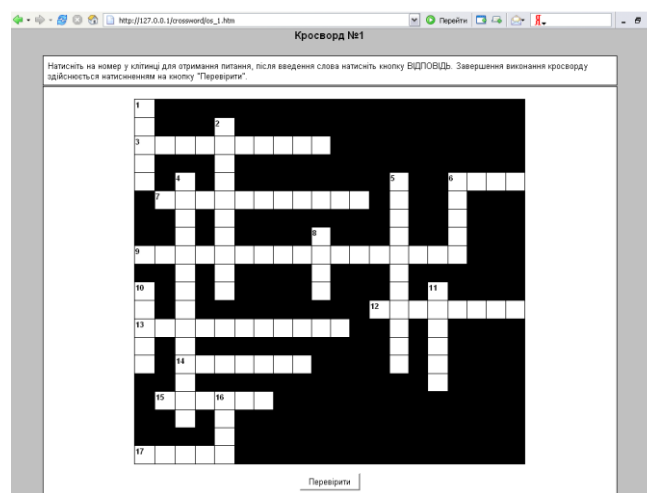 http://127.0.0.1/crossword/os_1.htm Перейти
Кросворд №1
Натисніть на номер у клітинці для отримання питання, після введення слова натисніть кнопку ВІДПОВІДЬ. Завершення виконання кросворду
здійснюється натисненням на кнопку "Перевірити".
1
2
3
4 5 6
7
8
9
10 11
12
13
14
15 16
17
Перевірити